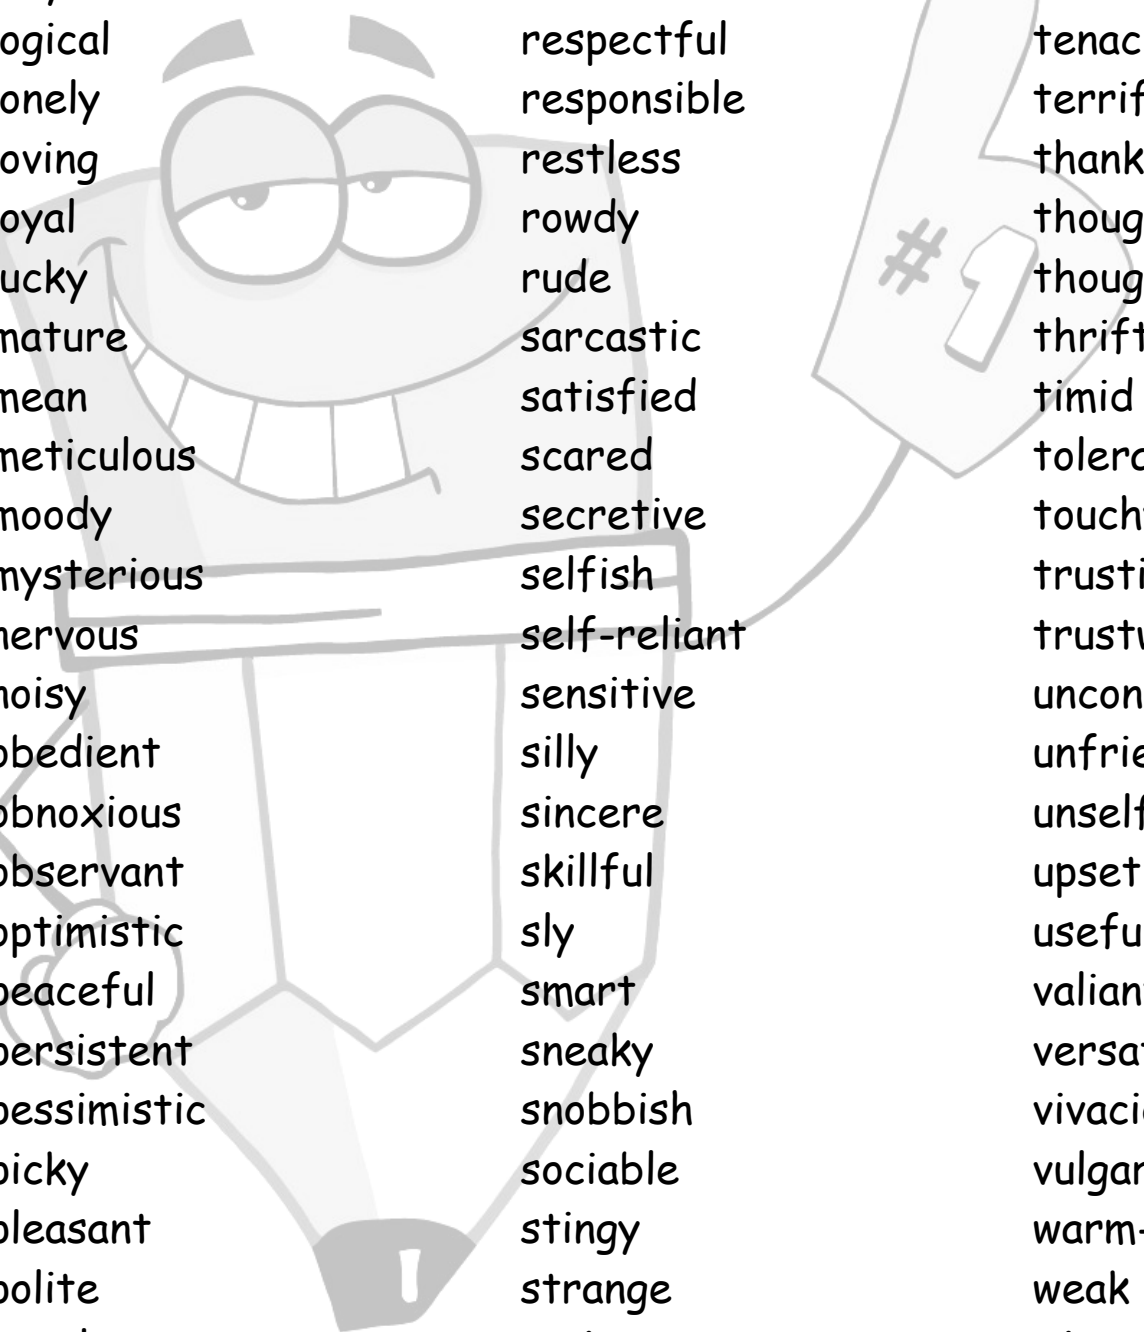 ogical
onely
oving
oyal
ucky
mature
mean
meticulous
moody
mysterious
nervous
noisy
obedient
obnoxious
observant
optimistic
peaceful
persistent
pessimistic
picky
pleasant
polite
respectful
responsible
restless
rowdy
rude
sarcastic
satisfied
scared
secretive
selfish
self-reliant
sensitive
silly
sincere
skillful
sly
smart
sneaky
snobbish
sociable
stingy
strange
#1
tenac
terrif
thank
thoug
thoug
thrift
timid
tolera
touch
trusti
trustw
uncon
unfrie
unself
upset
usefu
valian
versat
vivaci
vulgar
warm-
weak